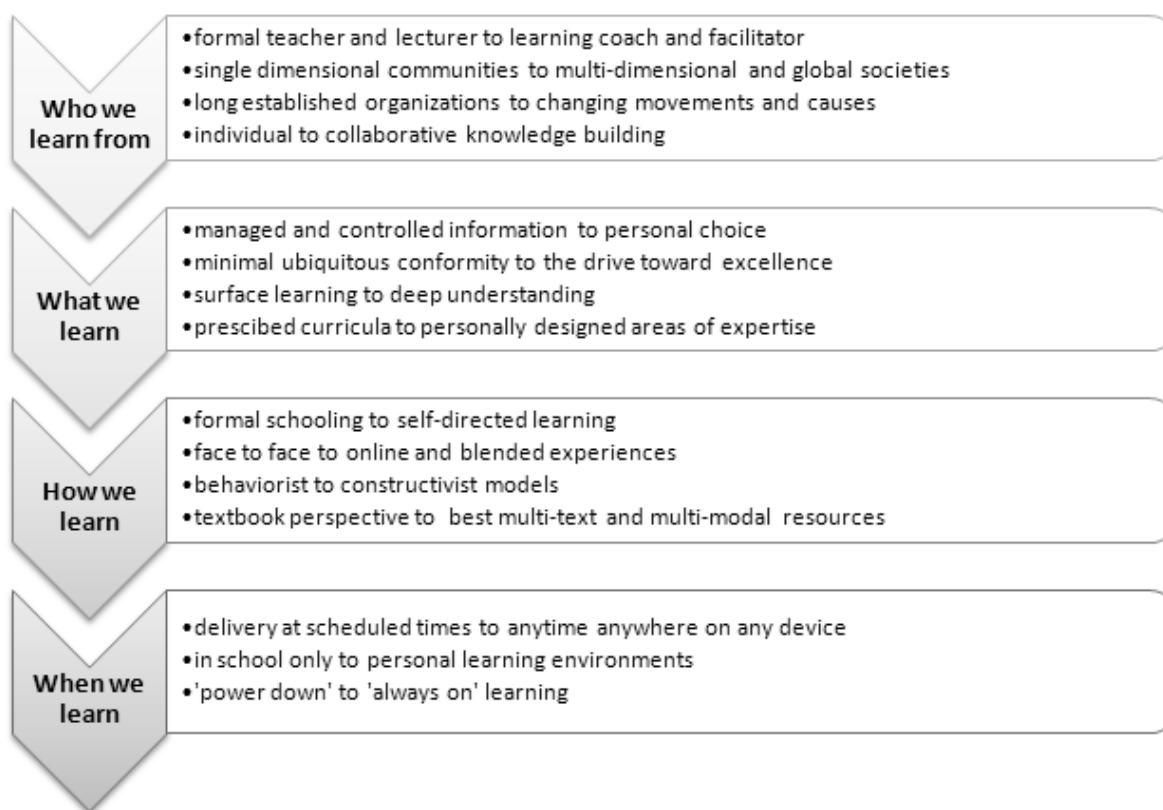 Who we
learn from
•formal teacher and lecturer to learning coach and facilitator
•single dimensional communities to multi-dimensional and global societies
•long established organizations to changing movements and causes
•individual to collaborative knowledge building
What we
learn
•managed and controlled information to personal choice
•minimal ubiquitous conformity to the drive toward excellence
•surface learning to deep understanding
•prescibed curricula to personally designed areas of expertise
How we
learn
•formal schooling to self-directed learning
•face to face to online and blended experiences
•behaviorist to constructivist models
•textbook perspective to best multi-text and multi-modal resources
When we
learn
•delivery at scheduled times to anytime anywhere on any device
•in school only to personal learning environments
•'power down' to 'always on' learning